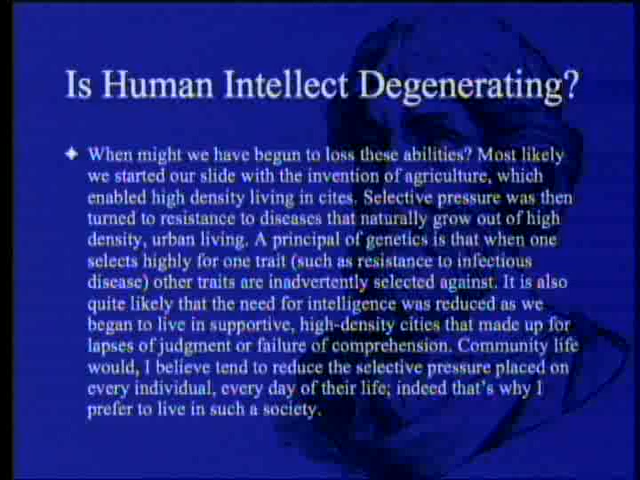 Is Human Intellect Degenerating?
When might we have begun to loss these abilities? Most likely
we started our slide with the invention of agriculture, which
enabled high density living in cites. Selective pressure was then
turned to resistance to diseases that naturally grow out of high
density, urban living. A principal of genetics is that when one
selects highly for one trait (such as resistance to infectious
disease) other traits are inadvertently selected against. It is also
quite likely that the need for intelligence was reduced as we
began to live in supportive, high-density cities that made up for
lapses of judgment or failure of comprehension. Community life
would, I believe tend to reduce the selective pressure placed on
every individual, every day of their life; indeed that's why I
prefer to live in such a society.